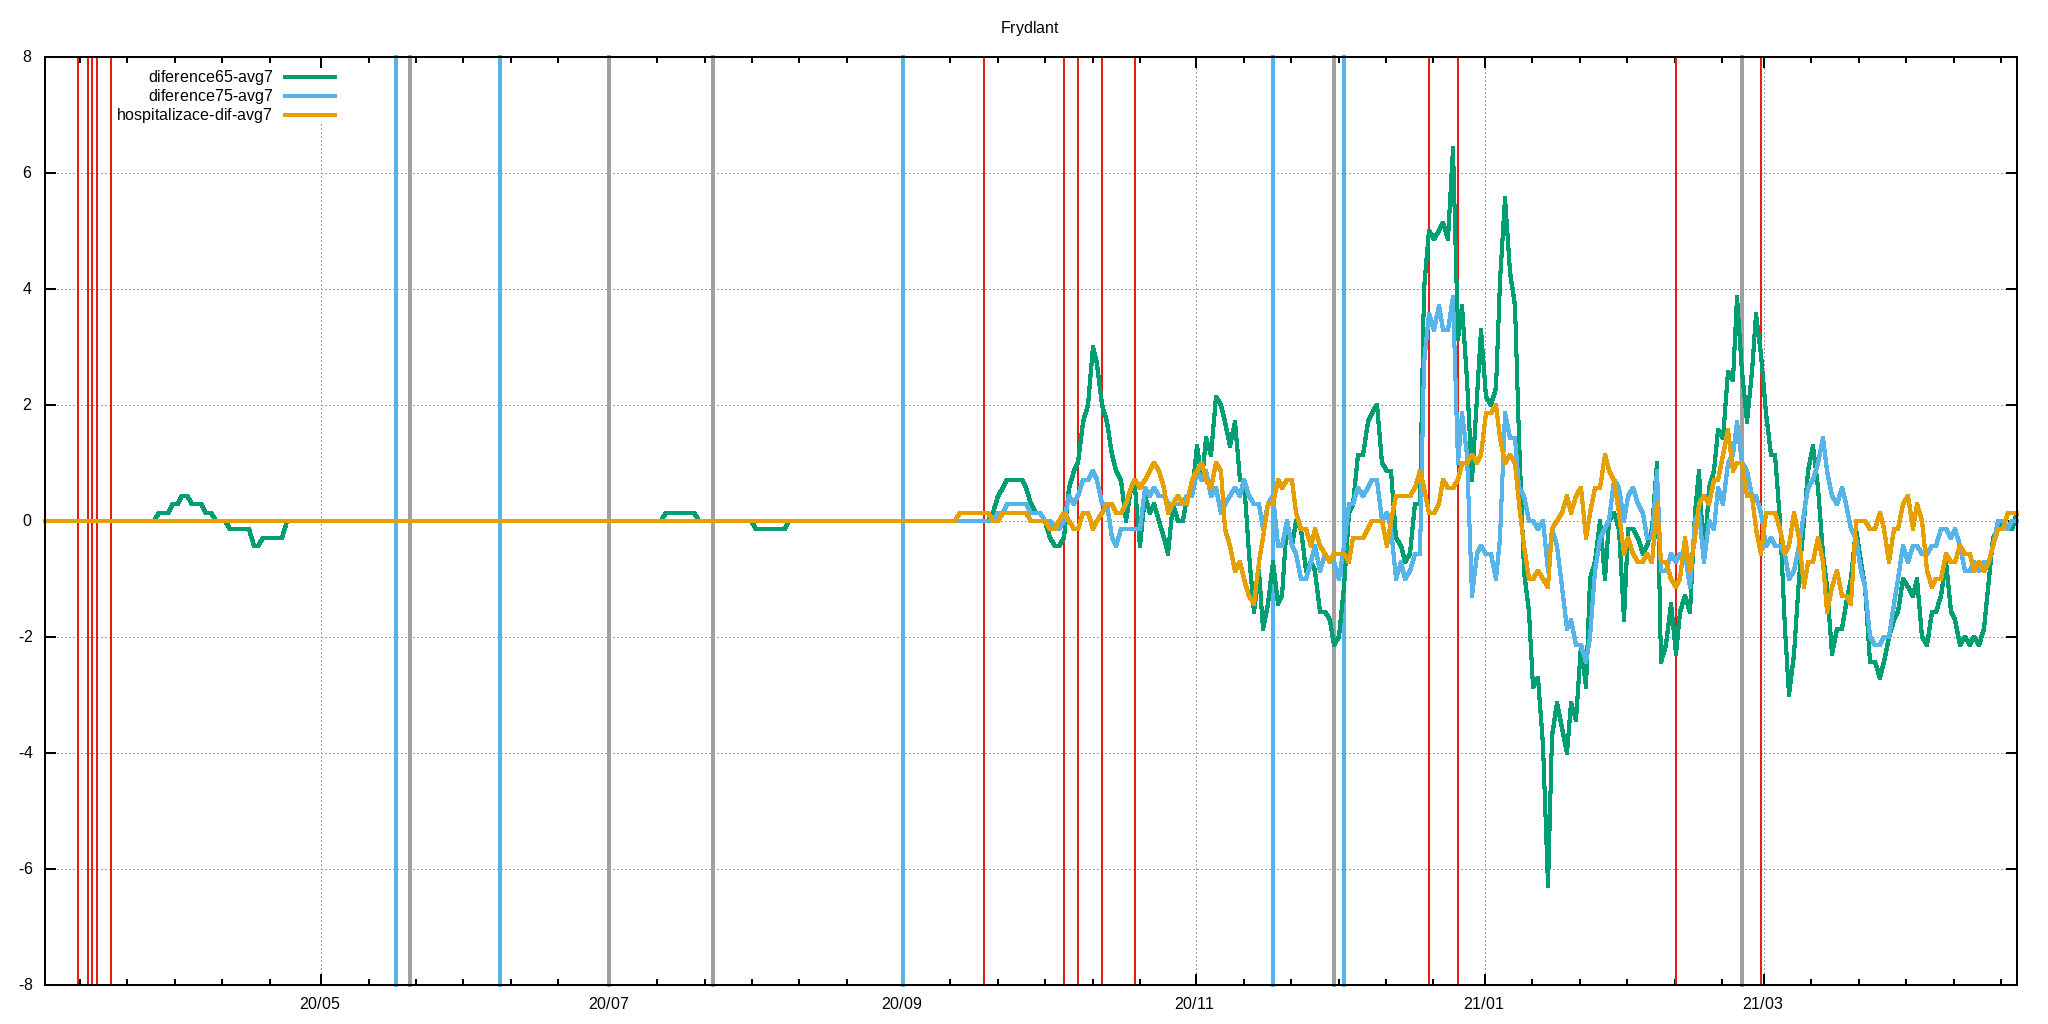 Frydlant
diference65-avg7
diference75-avg7
hospitalizace-dif-avg7
8
6
4
2
0
-2
-4
-6
-8
20/05 20/07 20/09 20/11 21/01 21/03